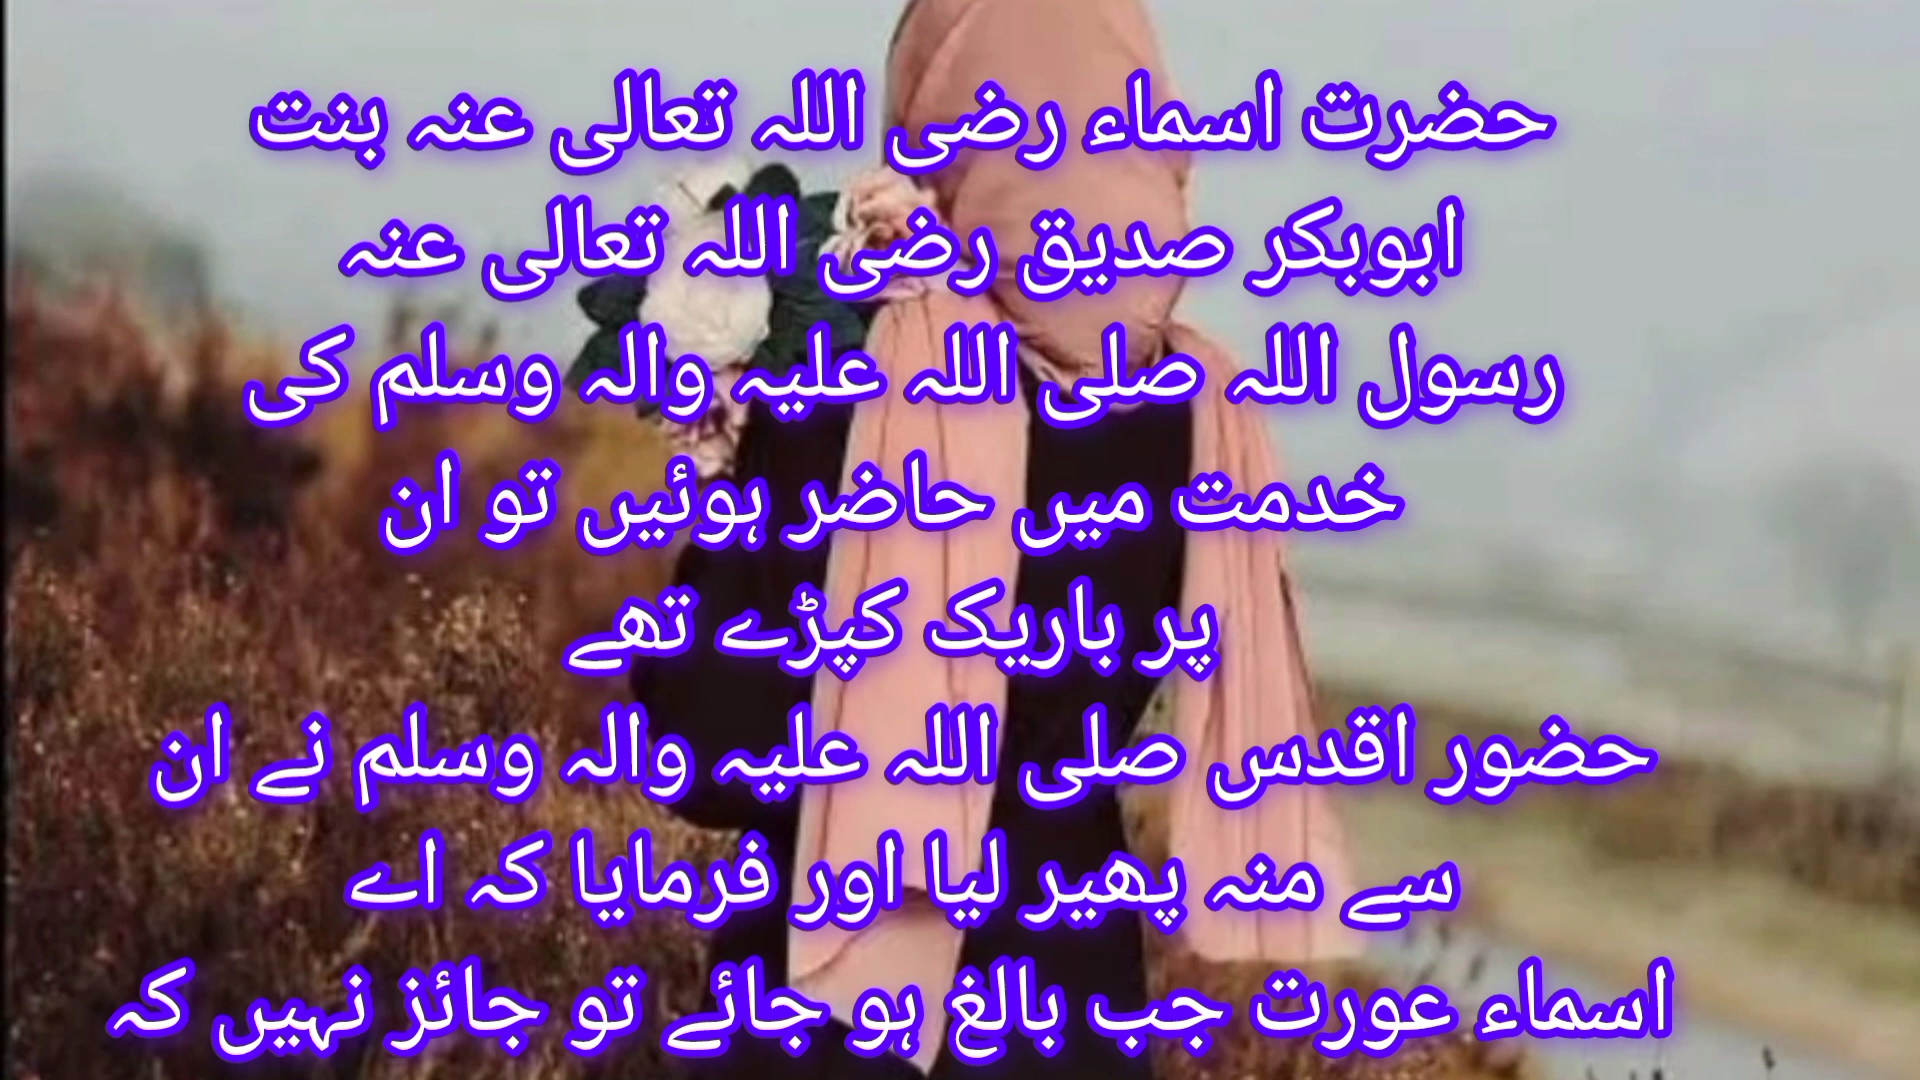 حضرت اسماء رضی اللہ تعالی عنہ بنت
ابوبکر صدیق رضی اللہ تعالی عنہ
رسول اللہ صلی اللہ علیہ والہ وسلم کی
خدمت میں حاضر ہوئیں تو ان
پر باریک کپڑے تھے
حضور اقدس صلی اللہ علیہ والہ وسلم نے ان
سے منہ پھیر لیا اور فرمایا کہ اے
اسماء عورت جب بالغ ہو جائے تو جائز نہیں کہ